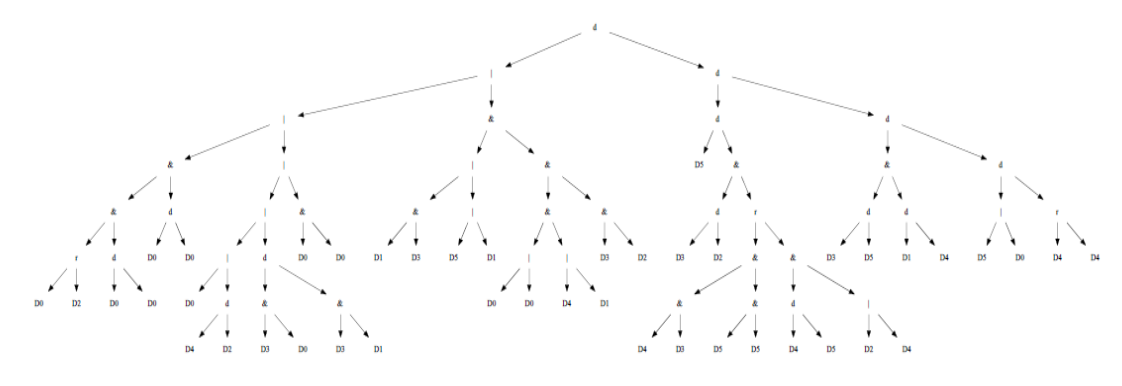 d
| d
| & d d
& | | & D5 & & d
& d | & & | & & d r d d | r
r d D0 D0 | d D0 D0 D1 D3 D5 D1 | | D3 D2 D3 D2 & & D3 D5 D1 D4 D5 D0 D4 D4
D0 D2 D0 D0 D0 d & & D0 D0 D4 D1 & & d |
D4 D2 D3 D0 D3 D1 D4 D3 D5 D5 D4 D5 D2 D4